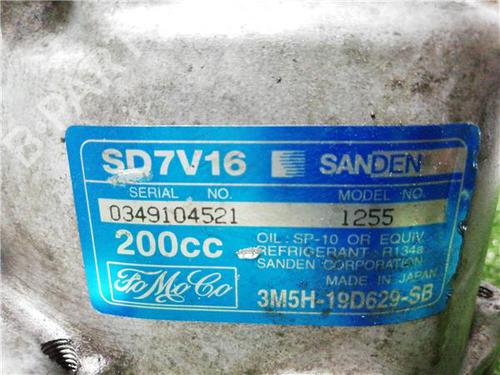 B-PARTS
SD7V16 SANDEN
SERIAL NO. MODEL NO.
0349104521 1255
200cc OIL : SP-10 OR EQUIV.
REFRIGERANT : R134a
SANDEN CORPORATION
MADE IN JAPAN
FoMoCo 3M5H-19D629-SB